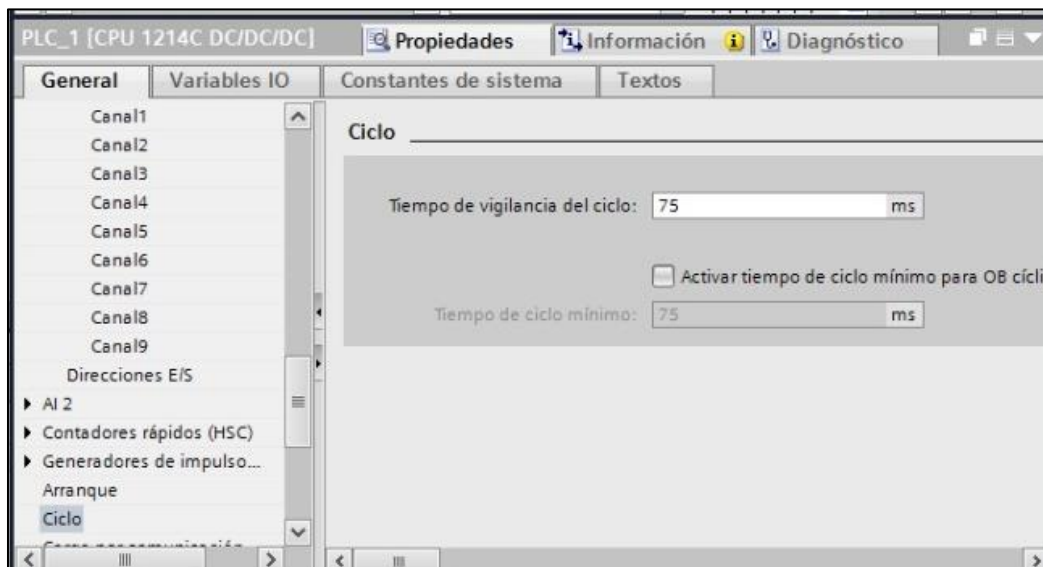 PLC_1 [CPU 1214C DC/DC/DC]
Propiedades
Información
Diagnóstico
General
Variables IO
Constantes de sistema
Textos
Canal1
Canal2
Canal3
Canal4
Canal5
Canal6
Canal7
Canal8
Canal9
Direcciones E/S
AI 2
Contadores rápidos (HSC)
Generadores de impulso...
Arranque
Ciclo
Ciclo
Tiempo de vigilancia del ciclo: 75 ms
Activar tiempo de ciclo mínimo para OB cícli
Tiempo de ciclo mínimo: 75 ms